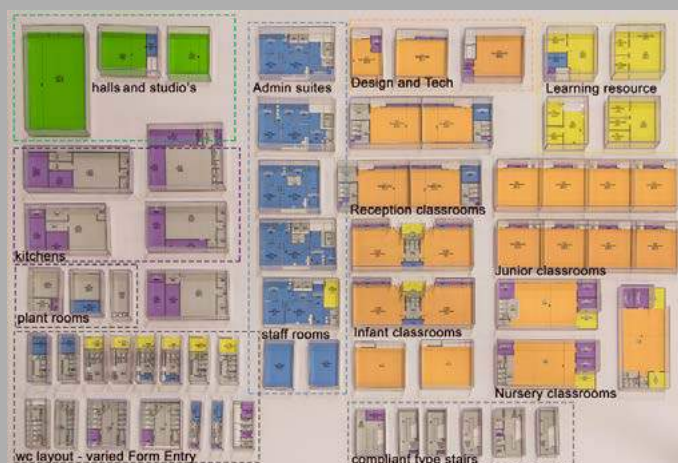 halls and studio's
Admin suites
Design and Tech
Learning resource
Reception classrooms
kitchens
Junior classrooms
plant rooms
staff rooms
Infant classrooms
Nursery classrooms
wc layout - varied Form Entry
compliant type stairs